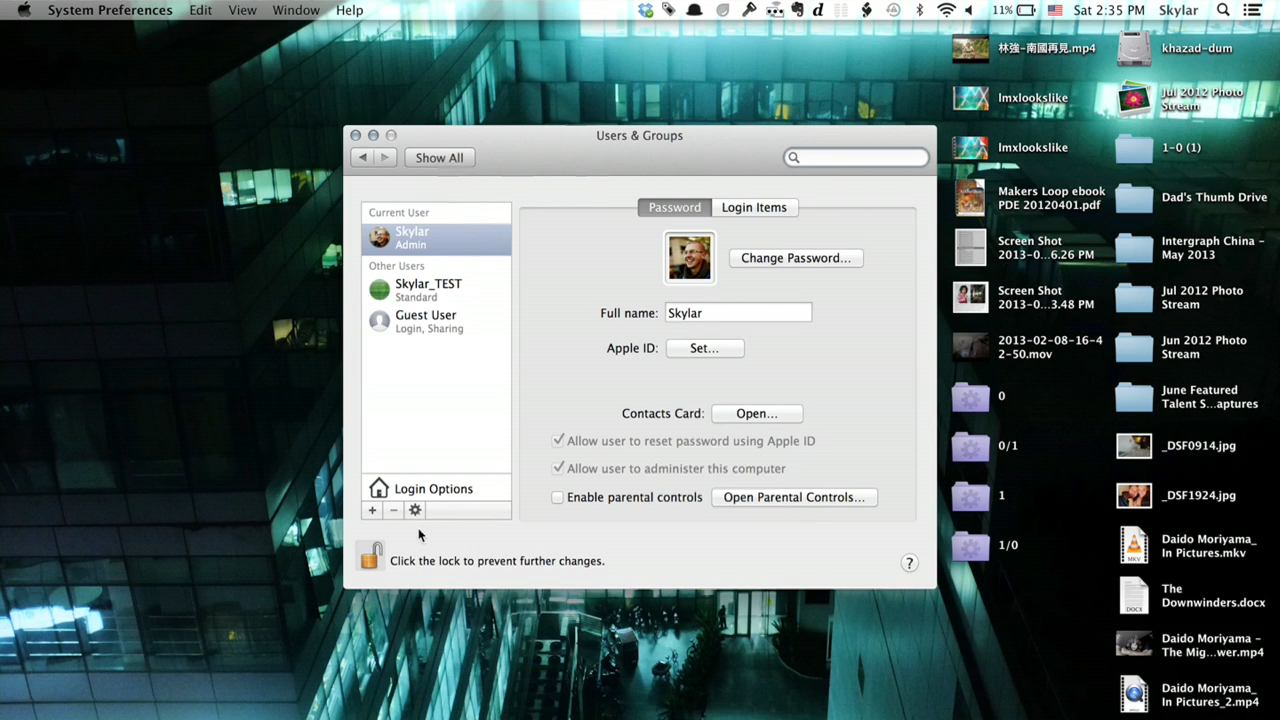 System Preferences Edit View Window Help
11% Sat 2:35 PM Skylar
Users & Groups
Show All
Password Login Items
Current User
Skylar
Admin
Other Users
Skylar_TEST
Standard
Guest User
Login, Sharing
Login Options
+ −
Change Password...
Full name: Skylar
Apple ID: Set...
Contacts Card: Open...
Allow user to reset password using Apple ID
Allow user to administer this computer
Enable parental controls Open Parental Controls...
Click the lock to prevent further changes.
?
林強-南國再見.mp4
lmxlookslike
lmxlookslike
Makers Loop ebook
PDE 20120401.pdf
Screen Shot
2013-0...6.26 PM
Screen Shot
2013-0...3.48 PM
2013-02-08-16-4
2-50.mov
0
0/1
1
1/0
khazad-dum
Jul 2012 Photo
Stream
1-0 (1)
Dad's Thumb Drive
Intergraph China -
May 2013
Jul 2012 Photo
Stream
Jun 2012 Photo
Stream
June Featured
Talent S...aptures
_DSF0914.jpg
_DSF1924.jpg
MKV
Daido Moriyama_
In Pictures.mkv
DOCX
The
Downwinders.docx
Daido Moriyama -
The Mig...wer.mp4
Daido Moriyama_
In Pictures_2.mp4